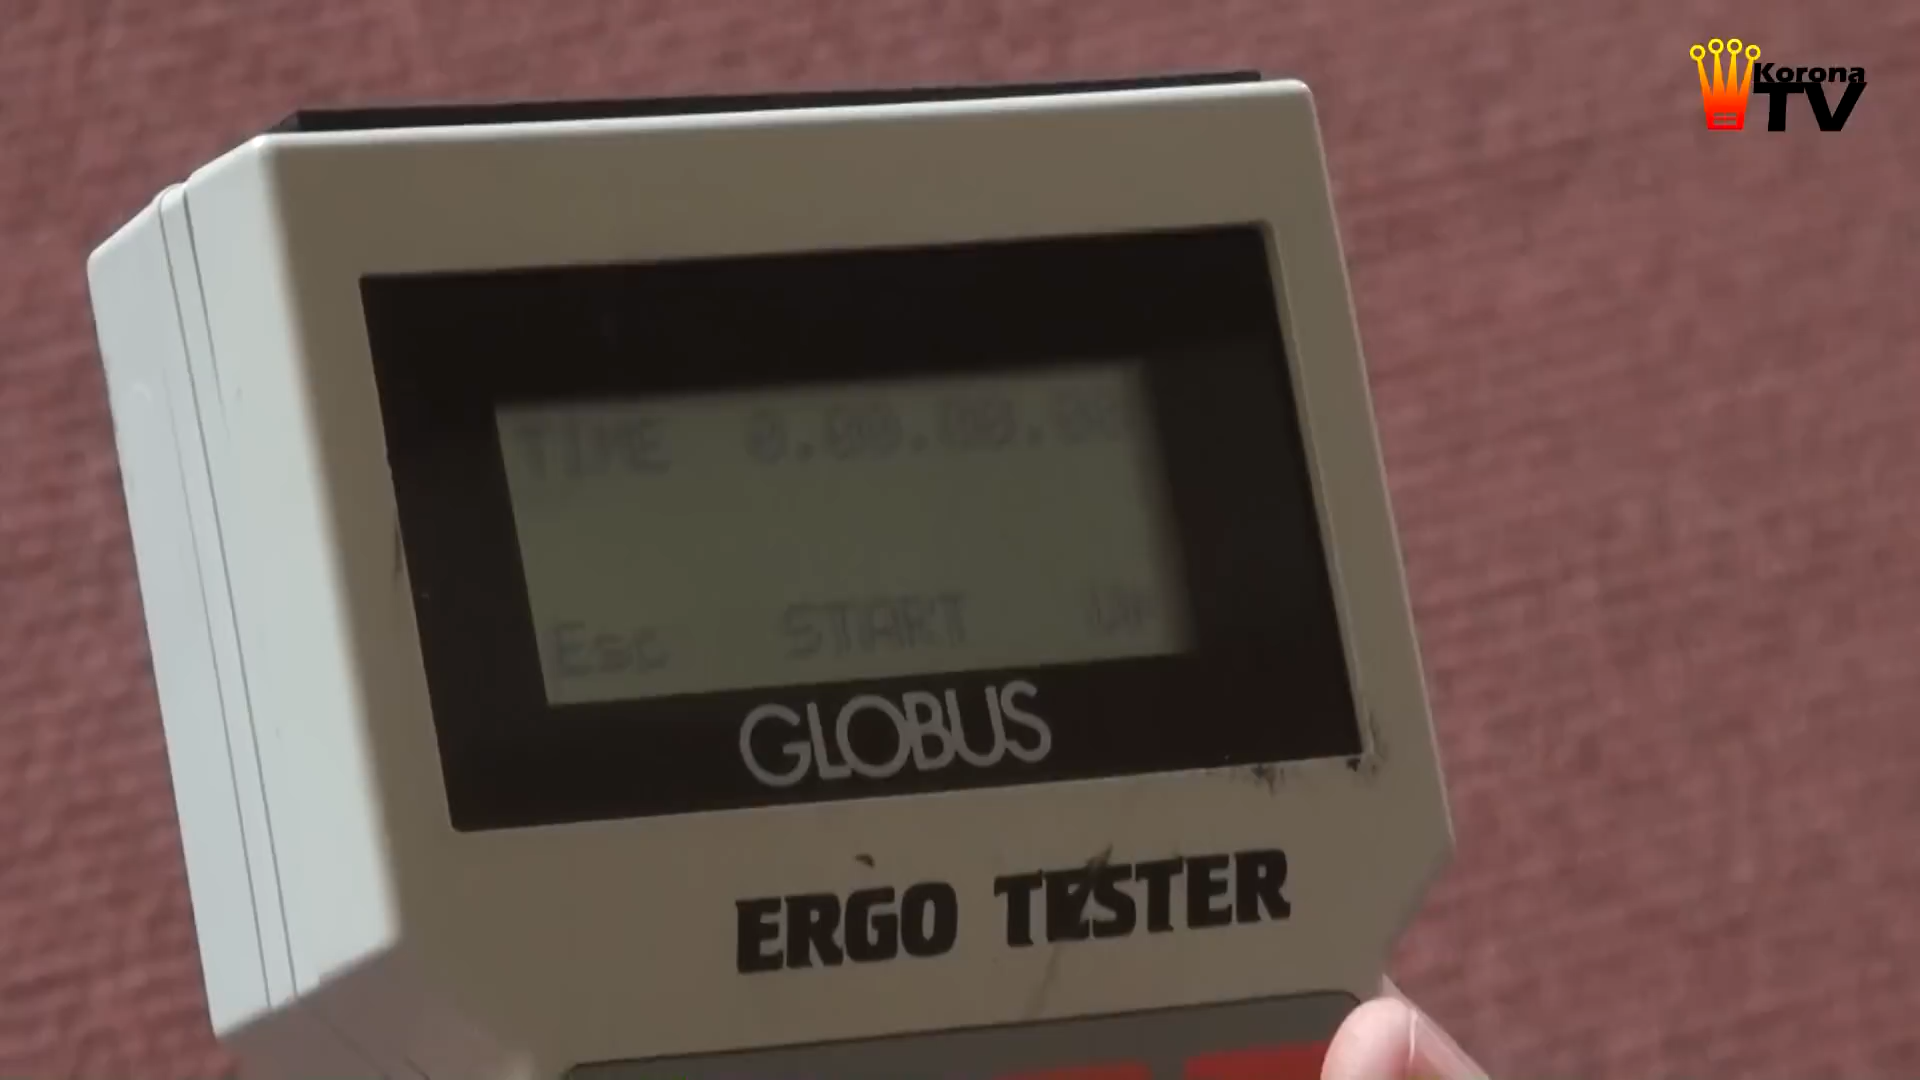 Korona
TV
TIME 0.00.00.00
Esc START
GLOBUS
ERGO TESTER